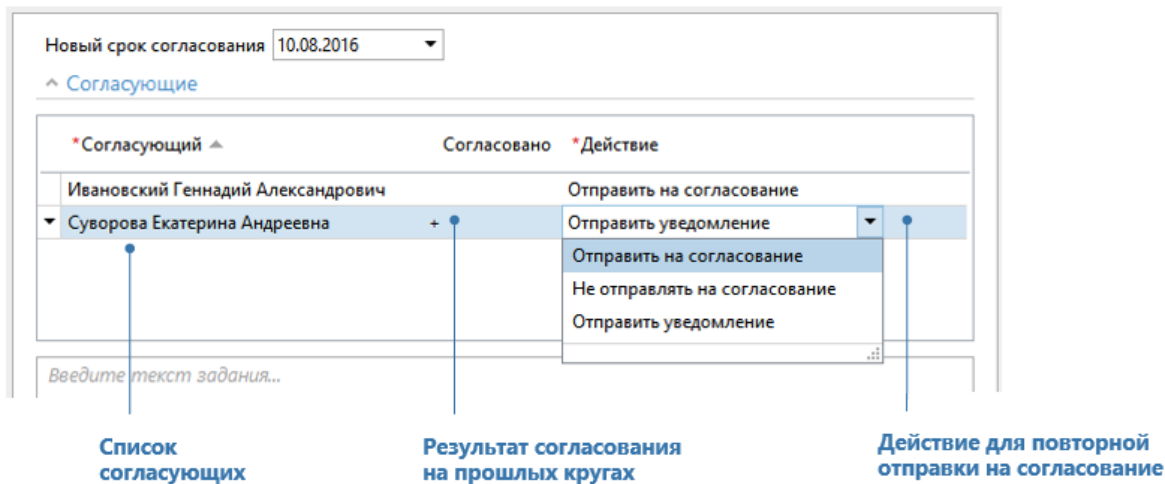 Новый срок согласования 10.08.2016
Согласующие
*Согласующий Согласовано *Действие
Ивановский Геннадий Александрович Отправить на согласование
Суворова Екатерина Андреевна + Отправить уведомление
Отправить на согласование
Не отправлять на согласование
Отправить уведомление
Введите текст задания...
Список
согласующих
Результат согласования
на прошлых кругах
Действие для повторной
отправки на согласование